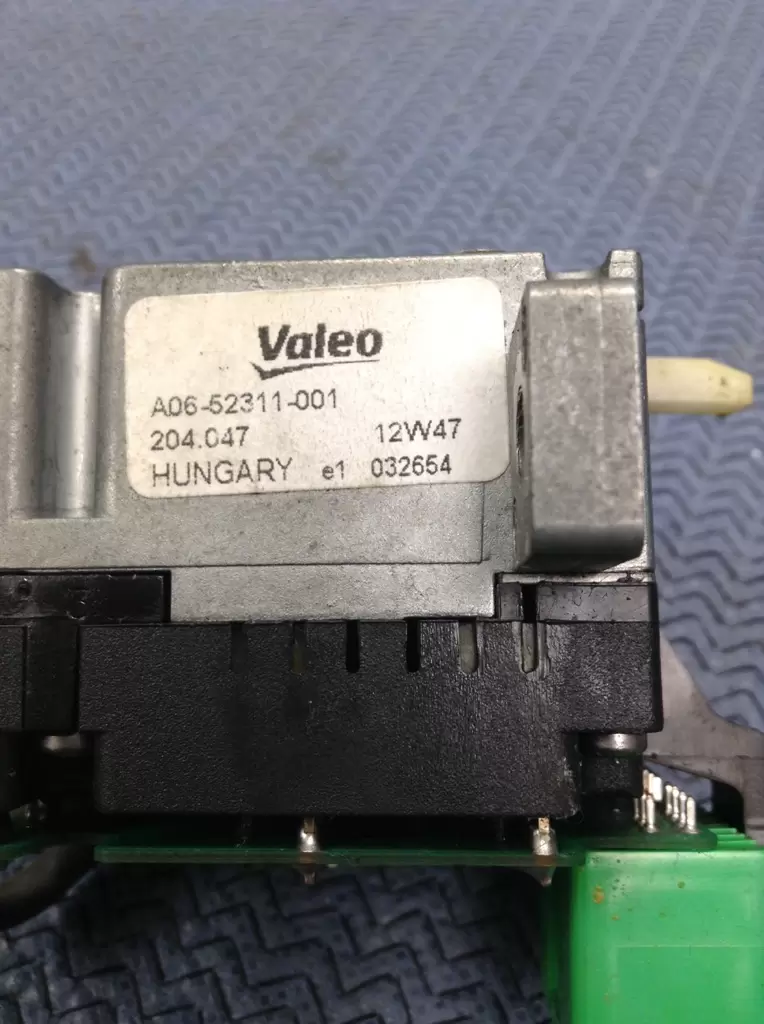 Valeo
A06-52311-001
204.047 12W47
HUNGARY e1 032654